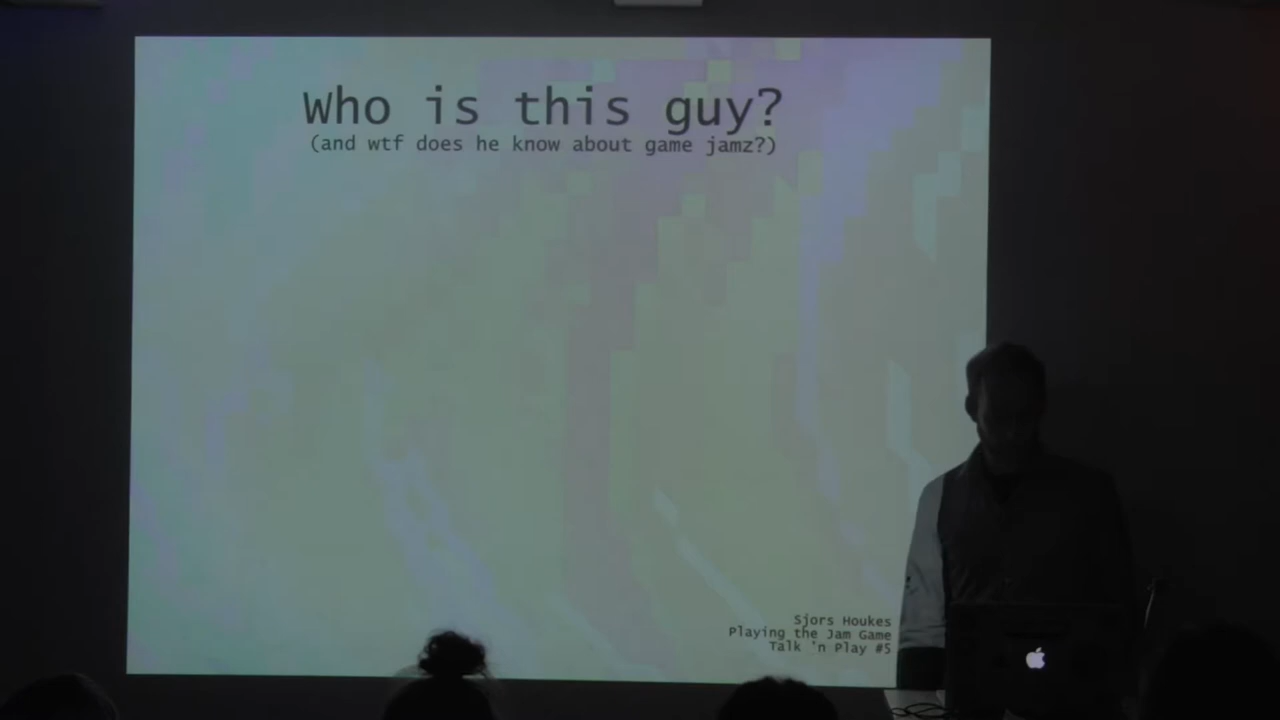 Who is this guy?
(and wtf does he know about game jamz?)
Sjors Houkes
Playing the Jam Game
Talk 'n Play #5